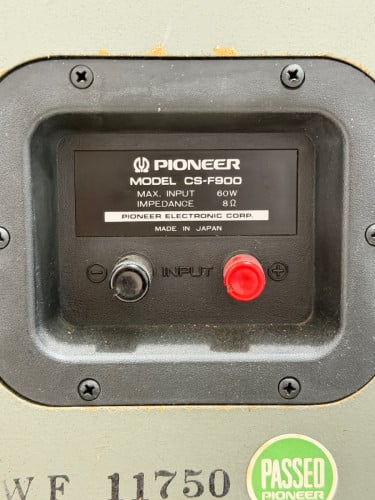 PIONEER
MODEL CS-F900
MAX. INPUT 60W
IMPEDANCE 8Ω
PIONEER ELECTRONIC CORP.
MADE IN JAPAN
- INPUT +
WF 11750
PASSED
PIONEER